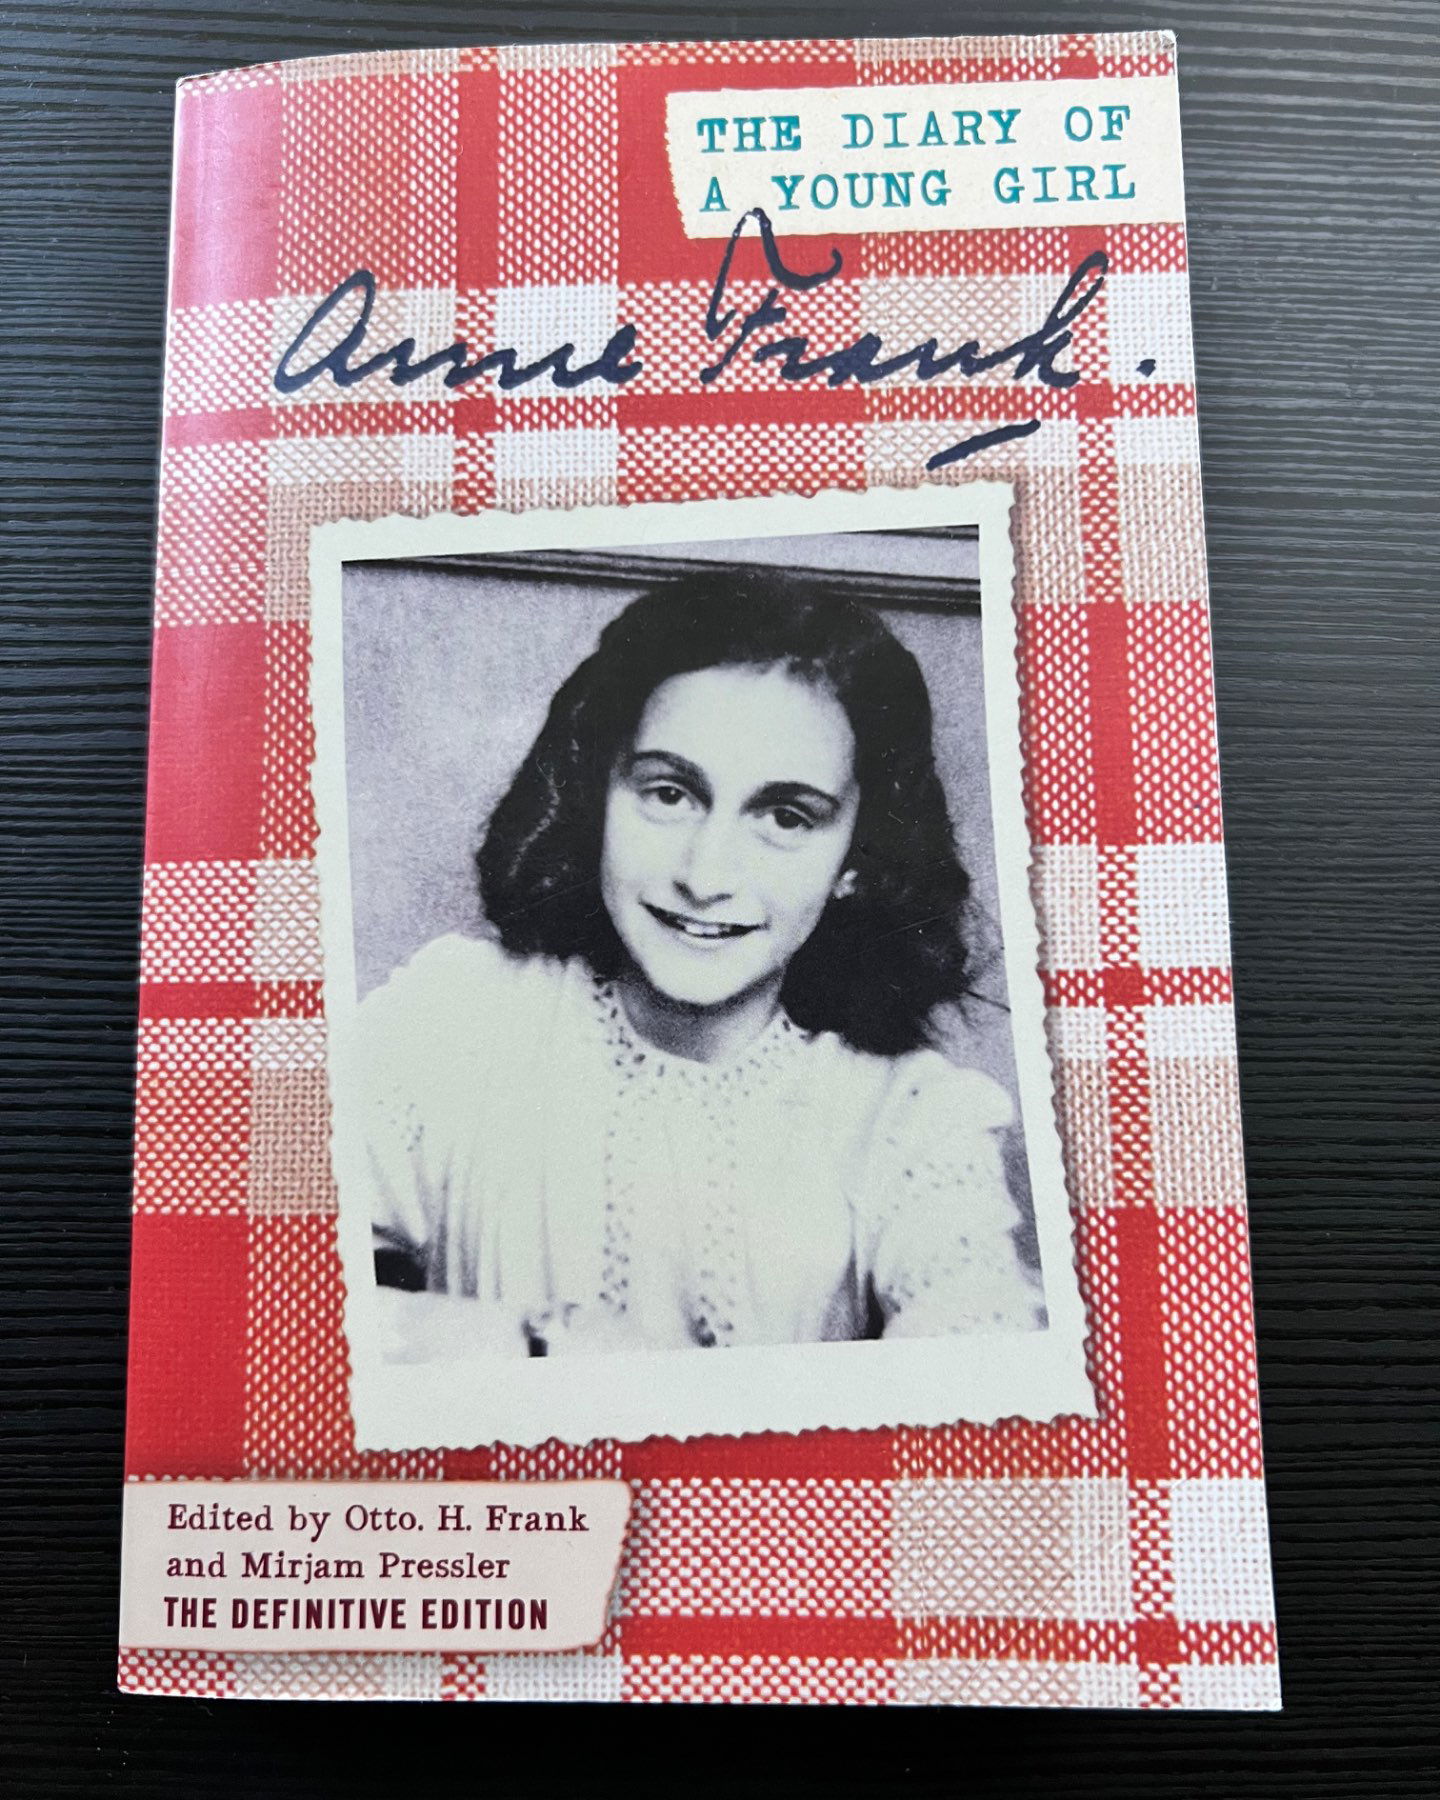 THE DIARY OF
A YOUNG GIRL
Anne Frank.
Edited by Otto. H. Frank
and Mirjam Pressler
THE DEFINITIVE EDITION